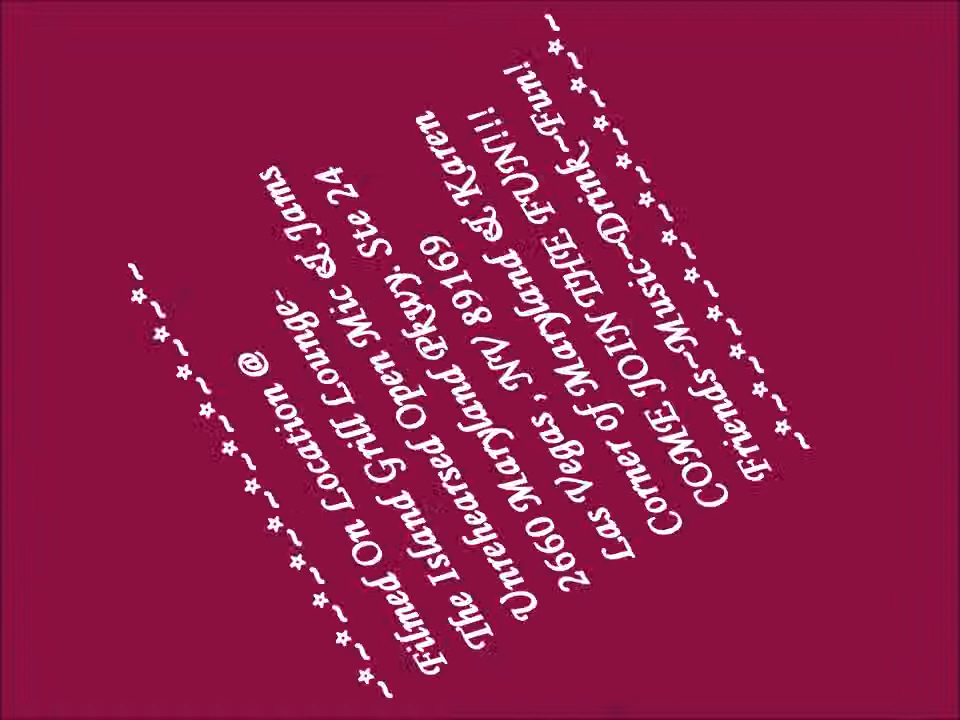 ~*~*~*~*~*~*~*~*~*~*~*~
Filmed On Location @
The Island Grill Lounge-
Unrehearsed Open Mic & Jams
2660 Maryland Pkwy, Ste 24
Las Vegas , NV 89169
Corner of Maryland & Karen
COME JOIN THE FUN!!!
Friends~Music~Drink~Fun!
~*~*~*~*~*~*~*~*~*~*~*~